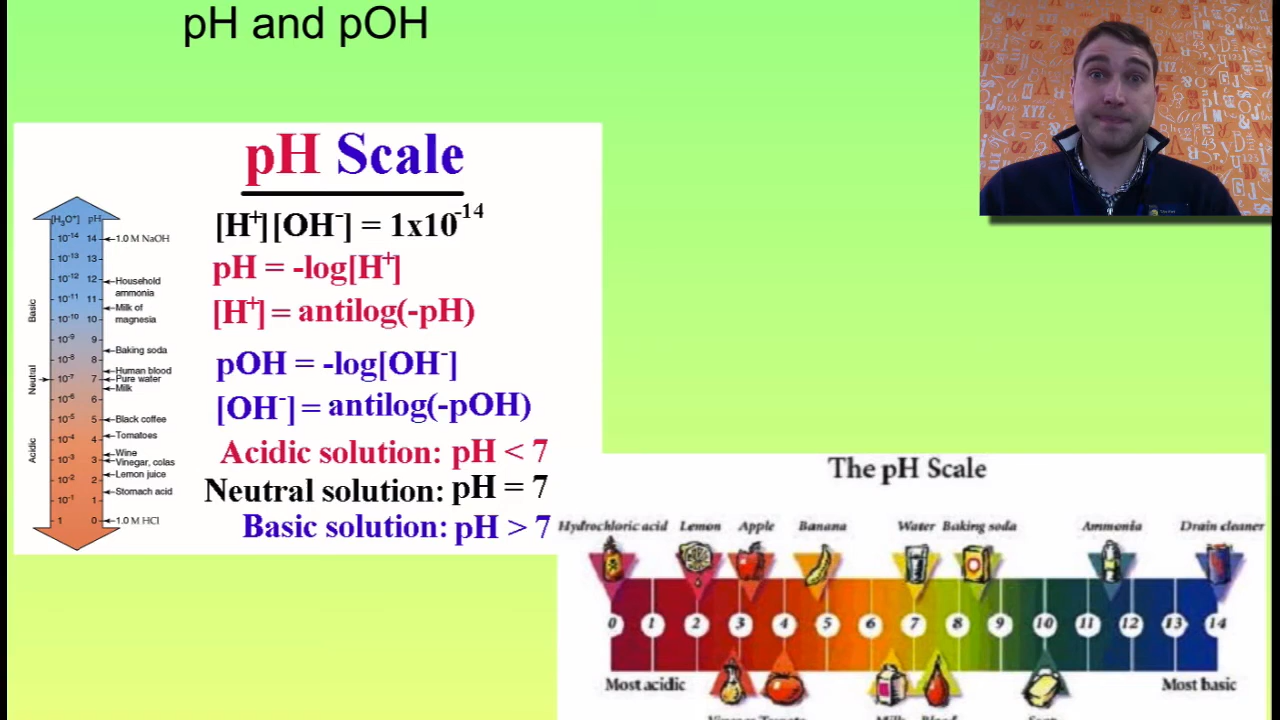 pH and pOH
pH Scale
[H+][OH-] = 1x10-14
pH = -log[H+]
[H+] = antilog(-pH)
pOH = -log[OH-]
[OH-] = antilog(-pOH)
Acidic solution: pH < 7
Neutral solution: pH = 7
Basic solution: pH > 7
[H3O+] pH
10-14 14 1.0 M NaOH
10-13 13
10-12 12 Household
ammonia
10-11 11 Milk of
magnesia
10-10 10
10-9 9
Baking soda
10-8 8
Human blood
10-7 7 Pure water
Milk
10-6 6
10-5 5 Black coffee
10-4 4 Tomatoes
Wine
10-3 3 Vinegar, colas
10-2 2 Lemon juice
Stomach acid
10-1 1
1 0 1.0 M HCl
Basic
Neutral
Acidic
The pH Scale
Hydrochloric acid Lemon Apple Banana Water Baking soda Ammonia Drain cleaner
0 1 2 3 4 5 6 7 8 9 10 11 12 13 14
Most acidic Most basic
XYZ